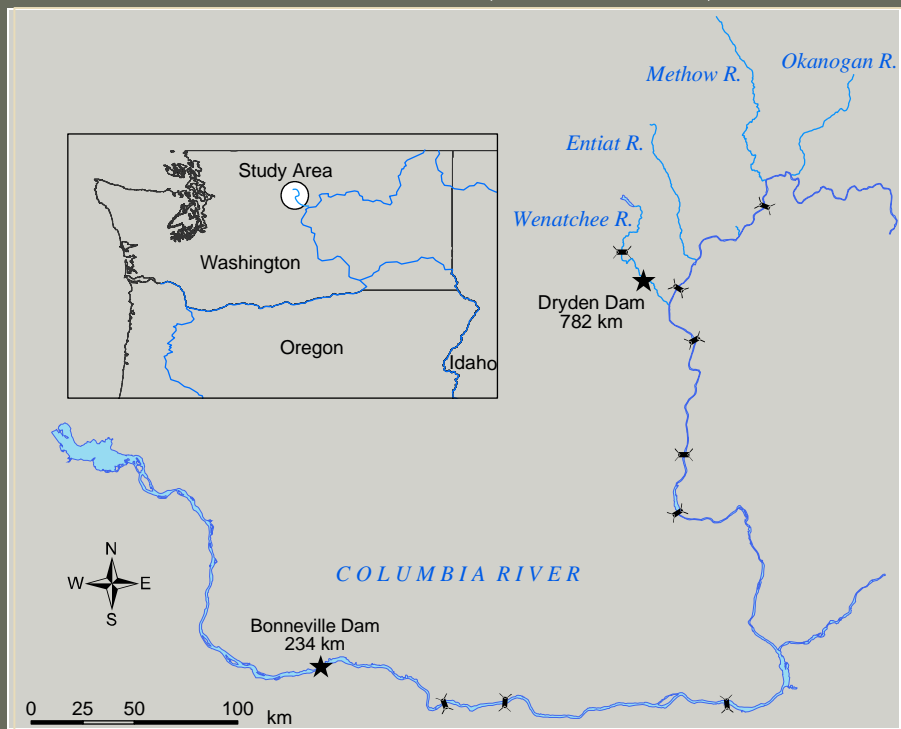 Methow R.
Okanogan R.
Entiat R.
Study Area
Wenatchee R.
Washington
Dryden Dam
782 km
Oregon
Idaho
N
W E
S
COLUMBIA RIVER
Bonneville Dam
234 km
0 25 50 100
km